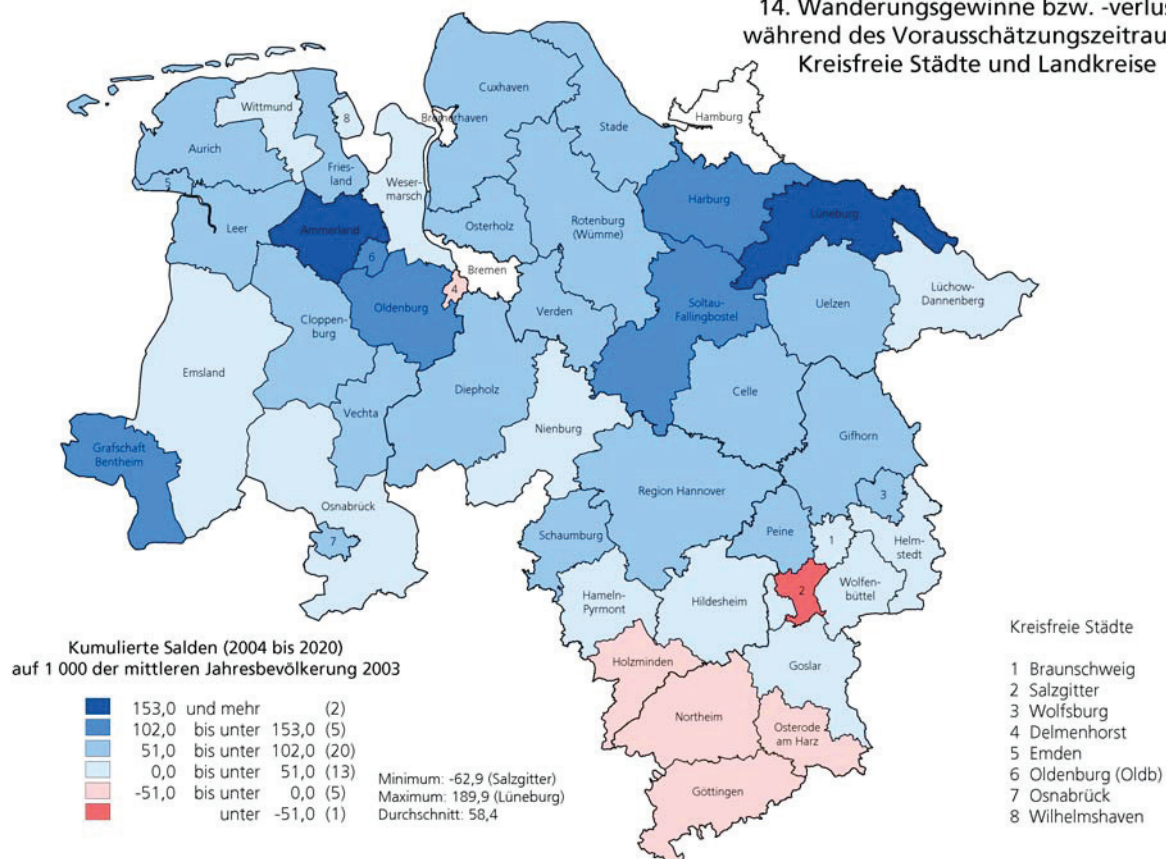 14. Wanderungsgewinne bzw. -verlus
während des Vorausschätzungszeitrau
Kreisfreie Städte und Landkreise
Cuxhaven
Wittmund
Bremerhaven
Hamburg
8
Stade
Aurich
Fries-
land
Weser-
marsch
5
Harburg
Lüneburg
Leer
Ammerland
Osterholz
Rotenburg
(Wümme)
6
Bremen
4
Lüchow-
Dannenberg
Oldenburg
Soltau-
Fallingbostel
Uelzen
Verden
Cloppen-
burg
Emsland
Diepholz
Celle
Vechta
Nienburg
Gifhorn
Grafschaft
Bentheim
Region Hannover
3
Osnabrück
7
Schaumburg
Peine
1
Helm-
stedt
2
Wolfen-
büttel
Hameln-
Pyrmont
Hildesheim
Holzminden
Goslar
Northeim
Osterode
am Harz
Göttingen
Kumulierte Salden (2004 bis 2020)
auf 1 000 der mittleren Jahresbevölkerung 2003
153,0 und mehr (2)
102,0 bis unter 153,0 (5)
51,0 bis unter 102,0 (20)
0,0 bis unter 51,0 (13)
-51,0 bis unter 0,0 (5)
unter -51,0 (1)
Minimum: -62,9 (Salzgitter)
Maximum: 189,9 (Lüneburg)
Durchschnitt: 58,4
Kreisfreie Städte
1 Braunschweig
2 Salzgitter
3 Wolfsburg
4 Delmenhorst
5 Emden
6 Oldenburg (Oldb)
7 Osnabrück
8 Wilhelmshaven